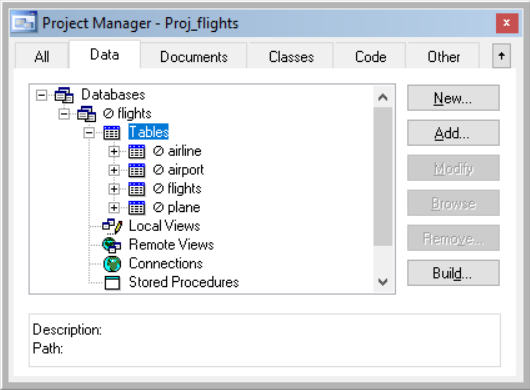 Project Manager - Proj_flights
All Data Documents Classes Code Other
Databases
flights
Tables
airline
airport
flights
plane
Local Views
Remote Views
Connections
Stored Procedures
New...
Add...
Modify
Browse
Remove...
Build...
Description:
Path: